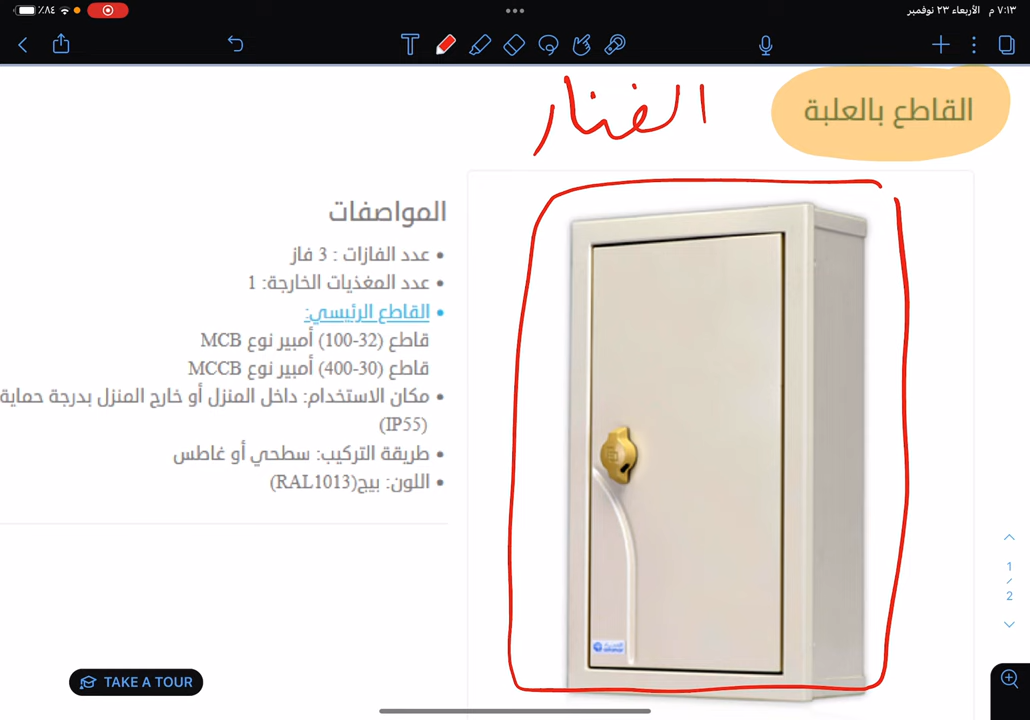 ٧:١٣ م الأربعاء ٢٣ نوفمبر
٪٨٤
القاطع بالعلبة
الفنار
المواصفات
• عدد الفازات : 3 فاز
• عدد المغذيات الخارجة: 1
• القاطع الرئيسي:
قاطع (32-100) أمبير نوع MCB
قاطع (30-400) أمبير نوع MCCB
• مكان الاستخدام: داخل المنزل أو خارج المنزل بدرجة حماية
(IP55)
• طريقة التركيب: سطحي أو غاطس
• اللون: بيج(RAL1013)
1
/
2
TAKE A TOUR